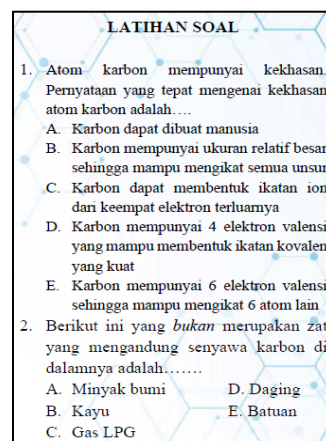 LATIHAN SOAL
1. Atom karbon mempunyai kekhasan.
Pernyataan yang tepat mengenai kekhasan
atom karbon adalah....
A. Karbon dapat dibuat manusia
B. Karbon mempunyai ukuran relatif besar
sehingga mampu mengikat semua unsur
C. Karbon dapat membentuk ikatan ion
dari keempat elektron terluarnya
D. Karbon mempunyai 4 elektron valensi
yang mampu membentuk ikatan kovalen
yang kuat
E. Karbon mempunyai 6 elektron valensi
sehingga mampu mengikat 6 atom lain
2. Berikut ini yang bukan merupakan zat
yang mengandung senyawa karbon di
dalamnya adalah.......
A. Minyak bumi D. Daging
B. Kayu E. Batuan
C. Gas LPG